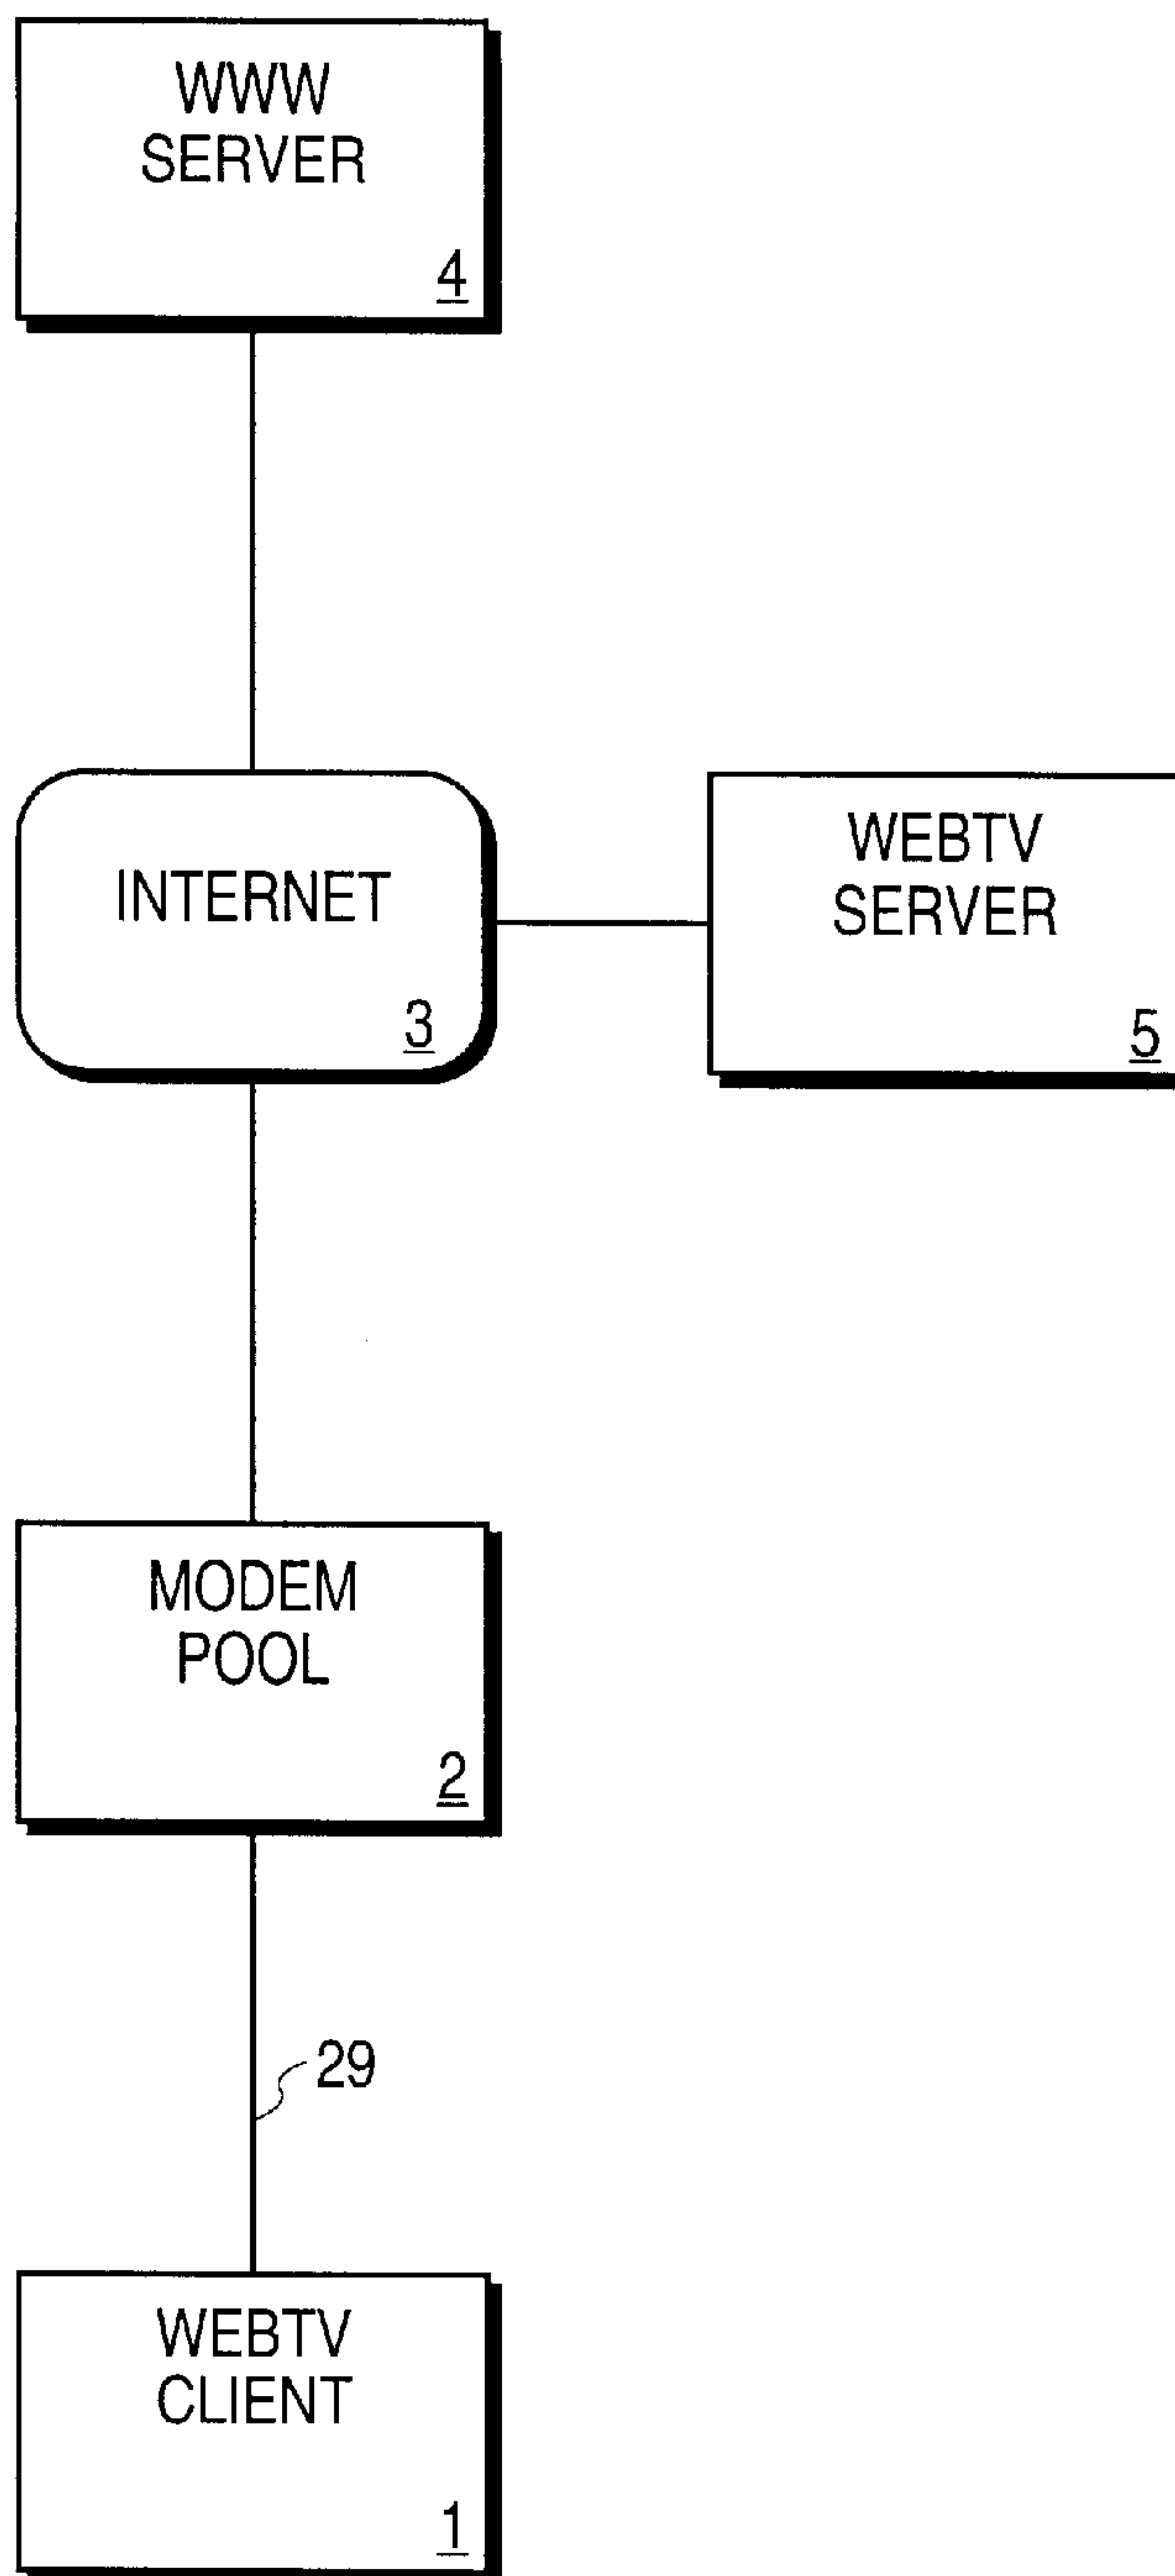 WWW
SERVER
4
INTERNET
3
WEBTV
SERVER
5
MODEM
POOL
2
29
WEBTV
CLIENT
1